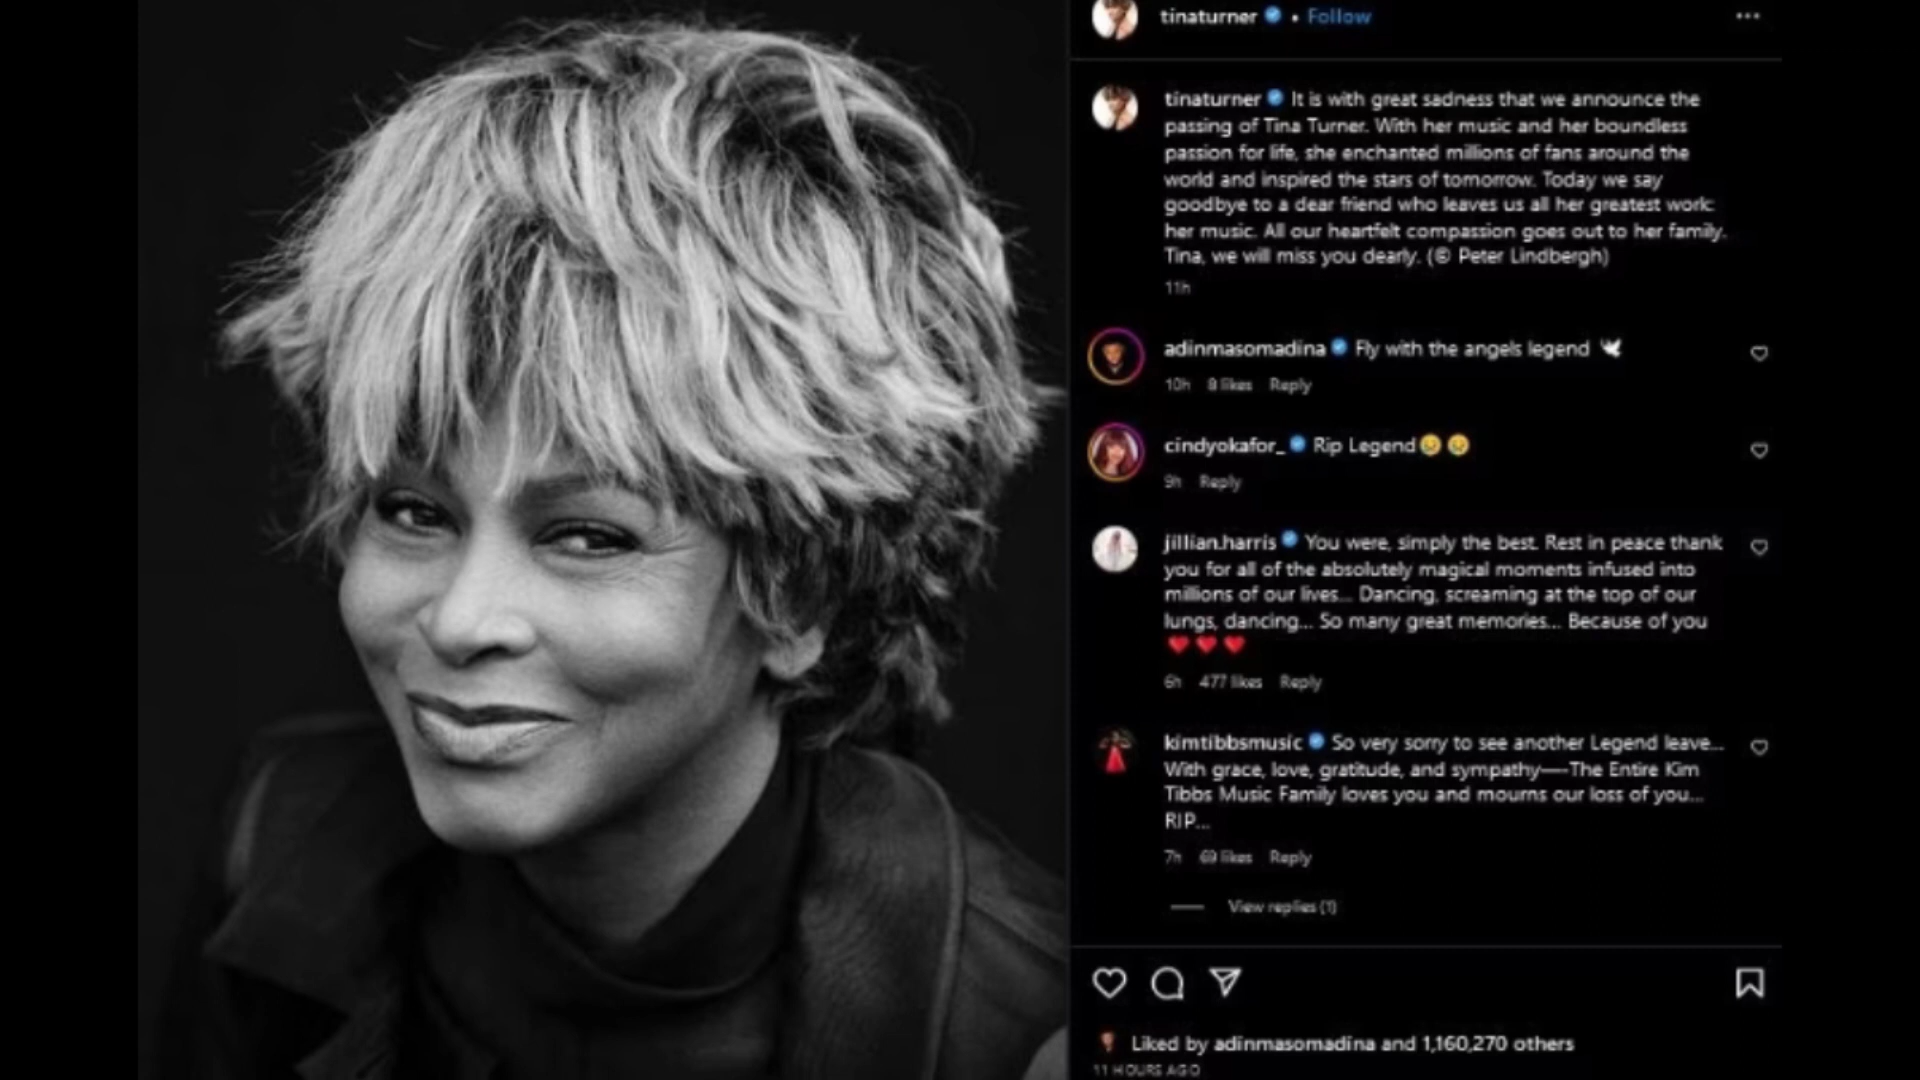 tinaturner • Follow
tinaturner It is with great sadness that we announce the
passing of Tina Turner. With her music and her boundless
passion for life, she enchanted millions of fans around the
world and inspired the stars of tomorrow. Today we say
goodbye to a dear friend who leaves us all her greatest work:
her music. All our heartfelt compassion goes out to her family.
Tina, we will miss you dearly. (© Peter Lindbergh)
11h
adinmasomadina Fly with the angels legend 🕊
10h 8 likes Reply
cindyokafor_ Rip Legend😢😢
9h Reply
jillian.harris You were, simply the best. Rest in peace thank
you for all of the absolutely magical moments infused into
millions of our lives... Dancing, screaming at the top of our
lungs, dancing... So many great memories... Because of you
❤️❤️❤️
6h 477 likes Reply
kimtibbsmusic So very sorry to see another Legend leave...
With grace, love, gratitude, and sympathy—-The Entire Kim
Tibbs Music Family loves you and mourns our loss of you...
RIP...
7h 69 likes Reply
View replies (1)
Liked by adinmasomadina and 1,160,270 others
11 HOURS AGO